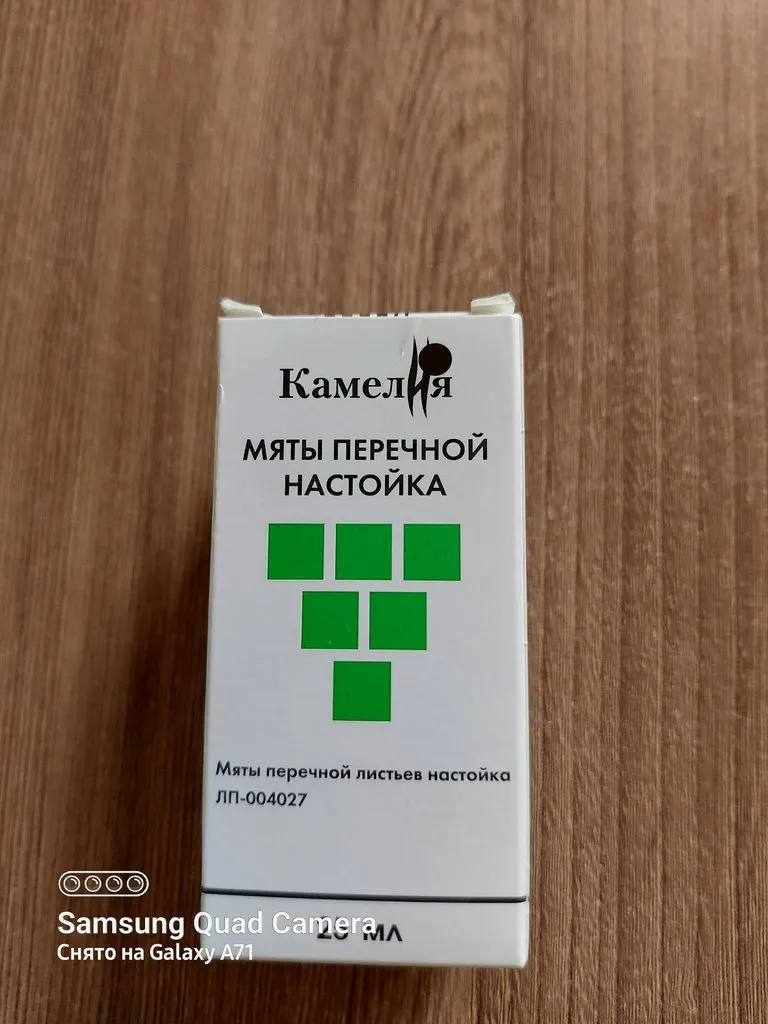 Камелия
МЯТЫ ПЕРЕЧНОЙ
НАСТОЙКА
Мяты перечной листьев настойка
ЛП-004027
МЛ
Samsung Quad Camera
Снято на Galaxy A71